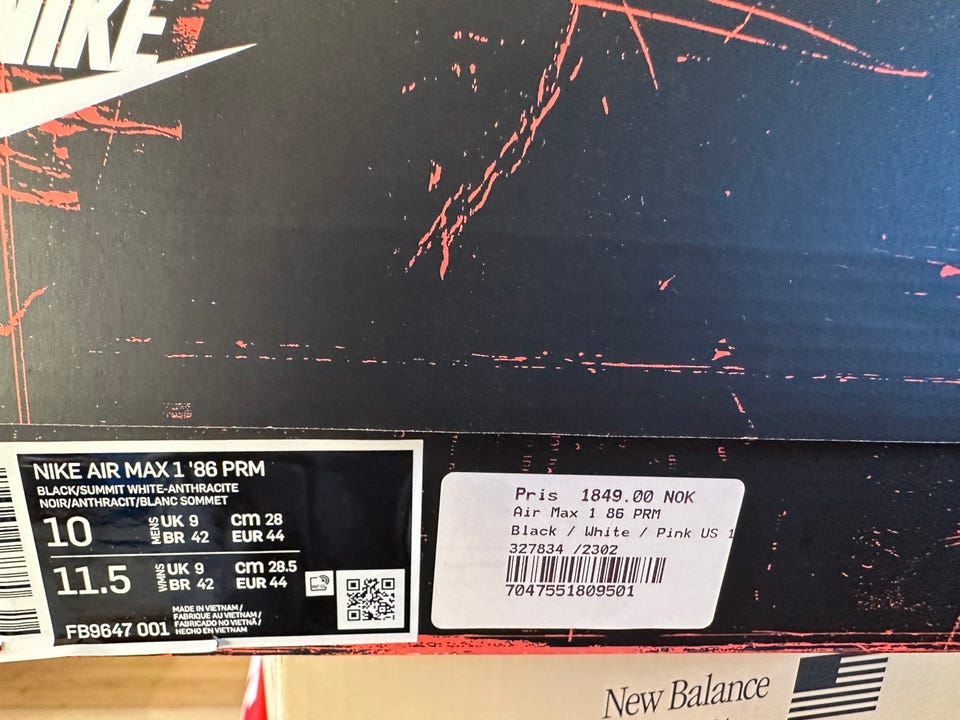 NIKE
NIKE AIR MAX 1 '86 PRM
BLACK/SUMMIT WHITE-ANTHRACITE
NOIR/ANTHRACIT/BLANC SOMMET
10 MENS UK 9 CM 28
BR 42 EUR 44
11.5 WMNS UK 9 CM 28.5
BR 42 EUR 44
MADE IN VIETNAM /
FABRIQUE AU VIETNAM /
FABRICADO NO VIETNÃ /
HECHO EN VIETNAM
FB9647 001
Pris 1849.00 NOK
Air Max 1 86 PRM
Black / White / Pink US 1
327834 /2302
7047551809501
New Balance